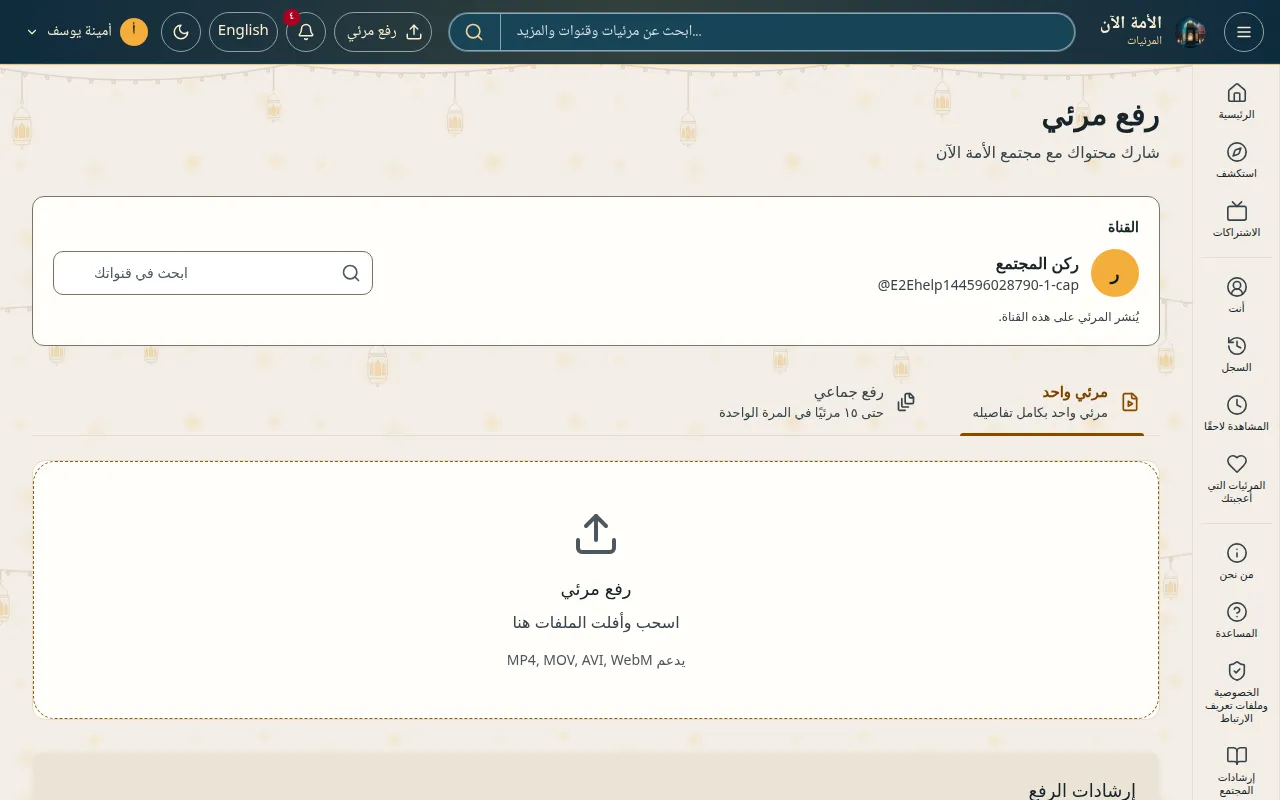 الأمة الآن
المرئيات
ابحث عن مرئيات وقنوات والمزيد...
رفع مرئي
٤
English
أ
أمينة يوسف
الرئيسية
استكشف
الاشتراكات
أنت
السجل
المشاهدة لاحقًا
المرئيات التي
أعجبتك
من نحن
المساعدة
الخصوصية
وملفات تعريف
الارتباط
إرشادات
المجتمع
رفع مرئي
شارك محتواك مع مجتمع الأمة الآن
القناة
ر
ركن المجتمع
@E2Ehelp144596028790-1-cap
يُنشر المرئي على هذه القناة.
ابحث في قنواتك
مرئي واحد
مرئي واحد بكامل تفاصيله
رفع جماعي
حتى ١٥ مرئيًا في المرة الواحدة
رفع مرئي
اسحب وأفلت الملفات هنا
يدعم MP4, MOV, AVI, WebM
إرشادات الرفع